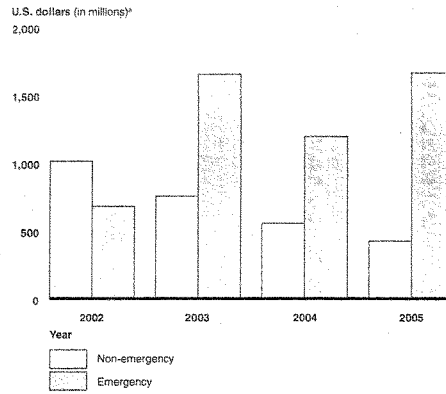 U.S. dollars (in millions)ª
2,000
1,500
1,000
500
0
2002 2003 2004 2005
Year
Non-emergency
Emergency